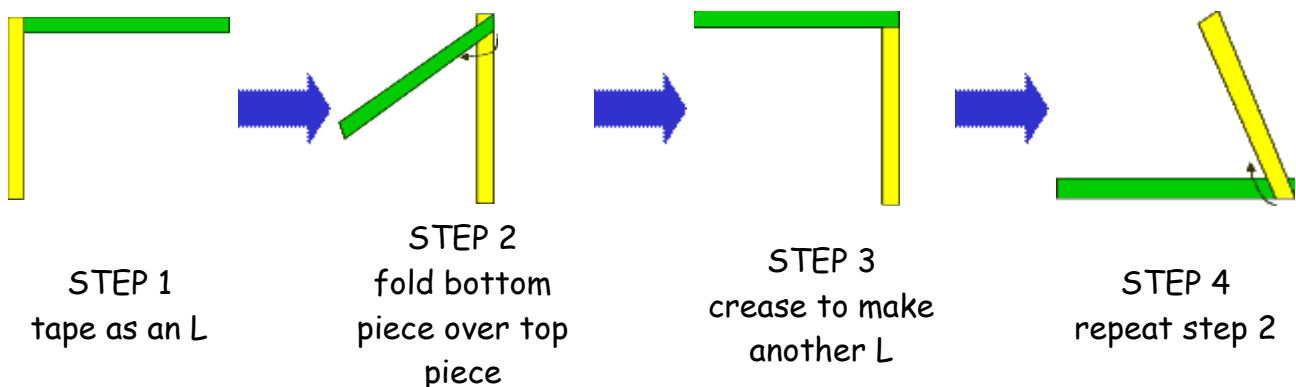 STEP 1
tape as an L
STEP 2
fold bottom
piece over top
piece
STEP 3
crease to make
another L
STEP 4
repeat step 2